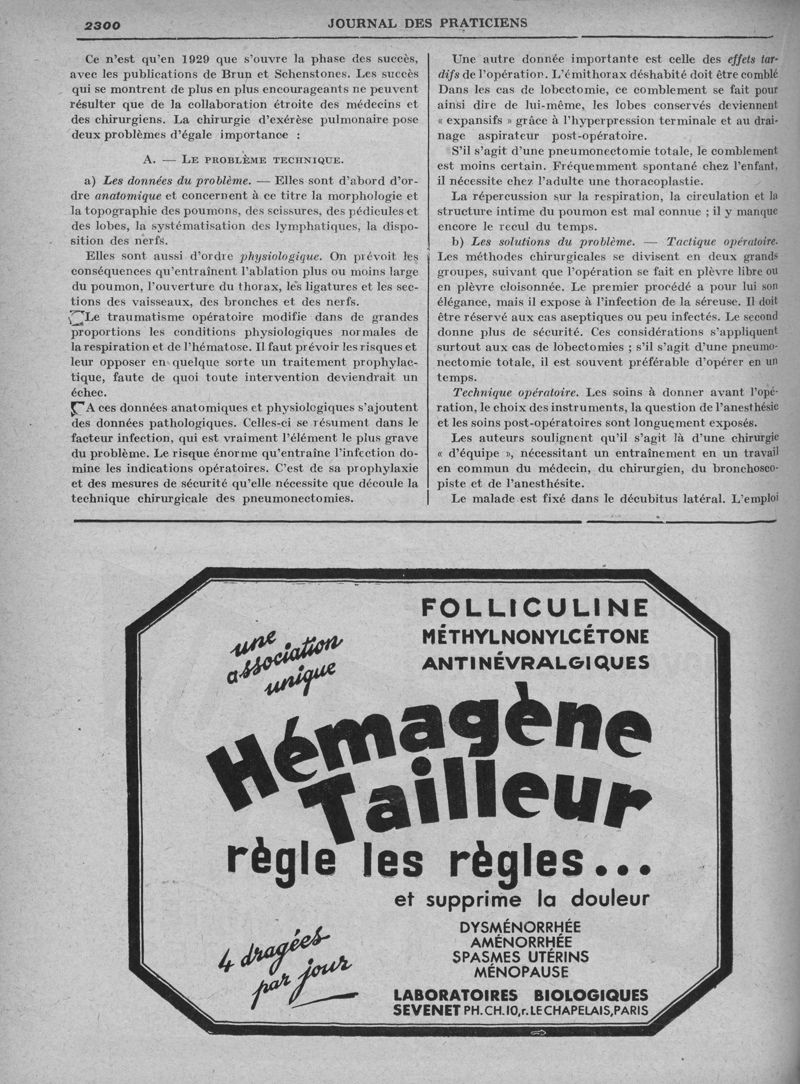 2300
JOURNAL DES PRATICIENS
Ce n'est qu'en 1929 que s'ouvre la phase des succès,
avec les publications de Brun et Schenstones. Les succès
qui se montrent de plus en plus encourageants ne peuvent
résulter que de la collaboration étroite des médecins et
des chirurgiens. La chirurgie d'exérèse pulmonaire pose
deux problèmes d'égale importance :
A. — LE PROBLÈME TECHNIQUE.
a) Les données du problème. — Elles sont d'abord d'or-
dre anatomique et concernent à ce titre la morphologie et
la topographie des poumons, des scissures, des pédicules et
des lobes, la systématisation des lymphatiques, la dispo-
sition des nerfs.
Elles sont aussi d'ordre physiologique. On prévoit les
conséquences qu'entraînent l'ablation plus ou moins large
du poumon, l'ouverture du thorax, les ligatures et les sec-
tions des vaisseaux, des bronches et des nerfs.
Le traumatisme opératoire modifie dans de grandes
proportions les conditions physiologiques normales de
la respiration et de l'hématose. Il faut prévoir les risques et
leur opposer en quelque sorte un traitement prophylac-
tique, faute de quoi toute intervention deviendrait un
échec.
A ces données anatomiques et physiologiques s'ajoutent
des données pathologiques. Celles-ci se résument dans le
facteur infection, qui est vraiment l'élément le plus grave
du problème. Le risque énorme qu'entraîne l'infection do-
mine les indications opératoires. C'est de sa prophylaxie
et des mesures de sécurité qu'elle nécessite que découle la
technique chirurgicale des pneumonectomies.
Une autre donnée importante est celle des effets tar-
difs de l'opération. L'émithorax déshabité doit être comblé
Dans les cas de lobectomie, ce comblement se fait pour
ainsi dire de lui-même, les lobes conservés deviennent
« expansifs » grâce à l'hyperpression terminale et au drai-
nage aspirateur post-opératoire.
S'il s'agit d'une pneumonectomie totale, le comblement
est moins certain. Fréquemment spontané chez l'enfant,
il nécessite chez l'adulte une thoracoplastie.
La répercussion sur la respiration, la circulation et la
structure intime du poumon est mal connue ; il y manque
encore le recul du temps.
b) Les solutions du problème. — Tactique opératoire.
Les méthodes chirurgicales se divisent en deux grands
groupes, suivant que l'opération se fait en plèvre libre ou
en plèvre cloisonnée. Le premier procédé a pour lui son
élégance, mais il expose à l'infection de la séreuse. Il doit
être réservé aux cas aseptiques ou peu infectés. Le second
donne plus de sécurité. Ces considérations s'appliquent
surtout aux cas de lobectomies ; s'il s'agit d'une pneumo-
nectomie totale, il est souvent préférable d'opérer en un
temps.
Technique opératoire. Les soins à donner avant l'opé-
ration, le choix des instruments, la question de l'anesthésie
et les soins post-opératoires sont longuement exposés.
Les auteurs soulignent qu'il s'agit là d'une chirurgie
« d'équipe », nécessitant un entraînement en un travail
en commun du médecin, du chirurgien, du bronchosco-
piste et de l'anesthésite.
Le malade est fixé dans le décubitus latéral. L'emploi
une
association
unique
FOLLICULINE
MÉTHYLNONYLCÉTONE
ANTINÉVRALGIQUES
Hémagène
Tailleur
règle les règles...
et supprime la douleur
4 dragées
par jour
DYSMÉNORRHÉE
AMÉNORRHÉE
SPASMES UTÉRINS
MÉNOPAUSE
LABORATOIRES BIOLOGIQUES
SEVENET PH. CH. 10, r. LE CHAPELAIS, PARIS